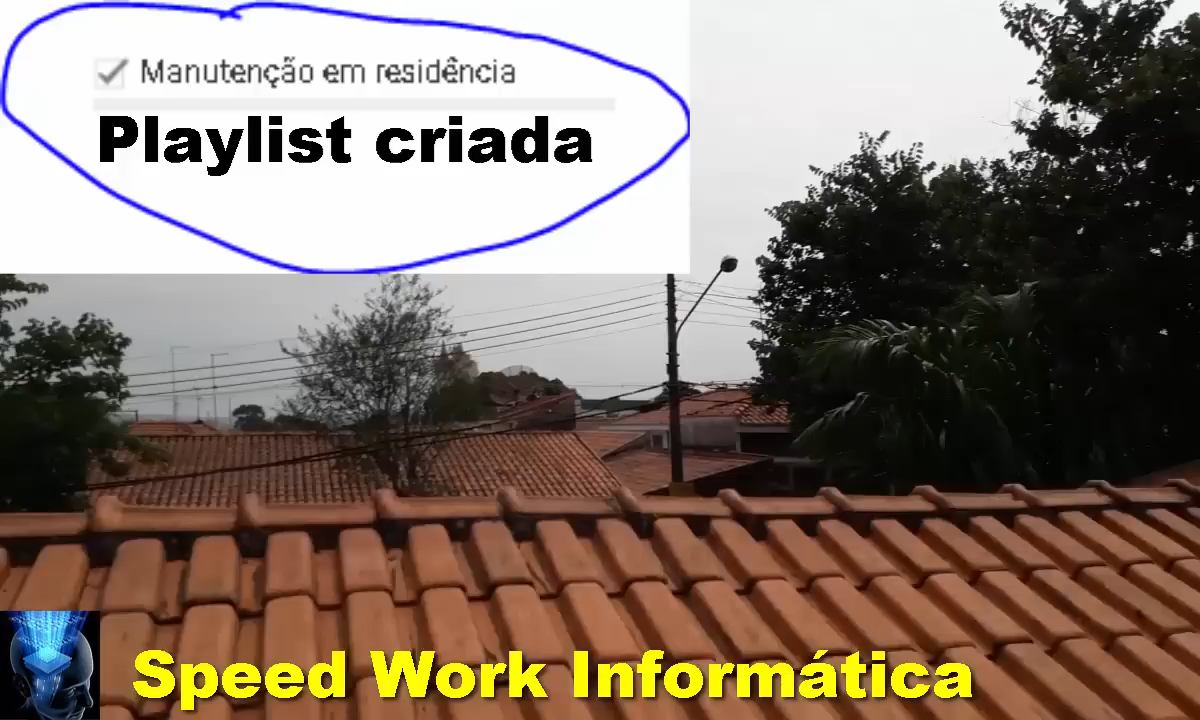 Manutenção em residência
Playlist criada
Speed Work Informática